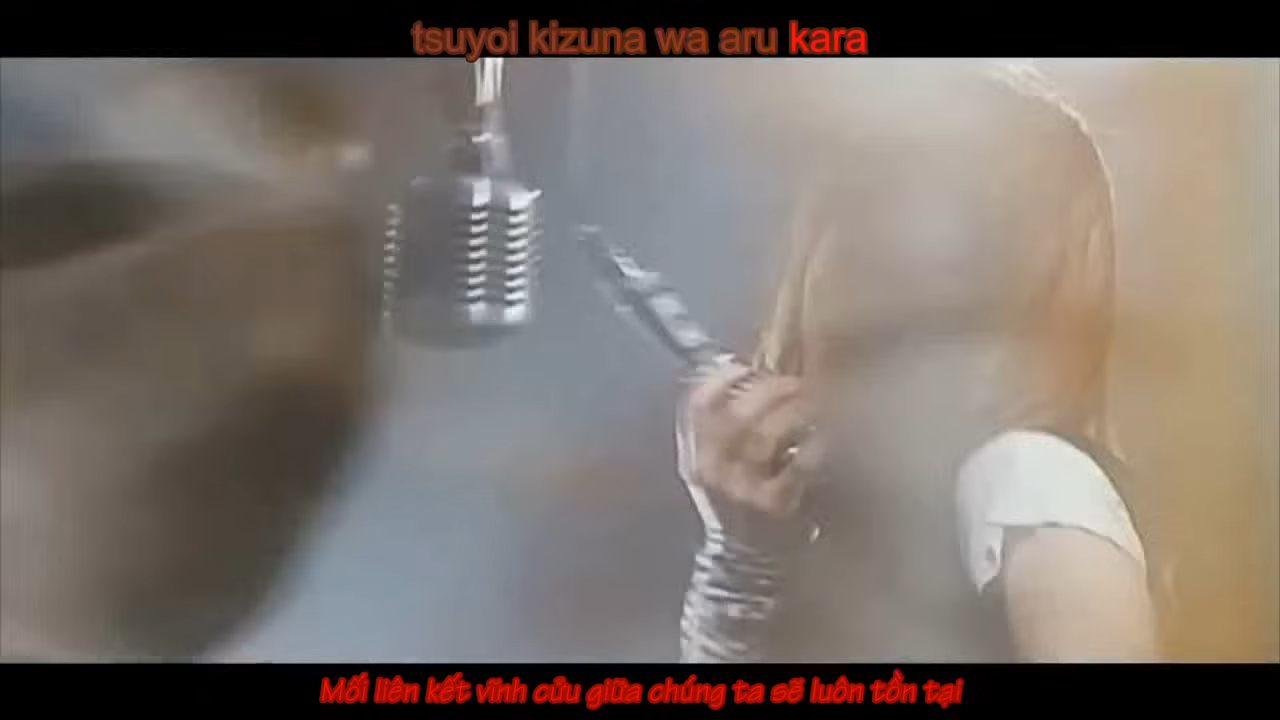 tsuyoi kizuna wa aru kara
Mối liên kết vĩnh cửu giữa chúng ta sẽ luôn tồn tại